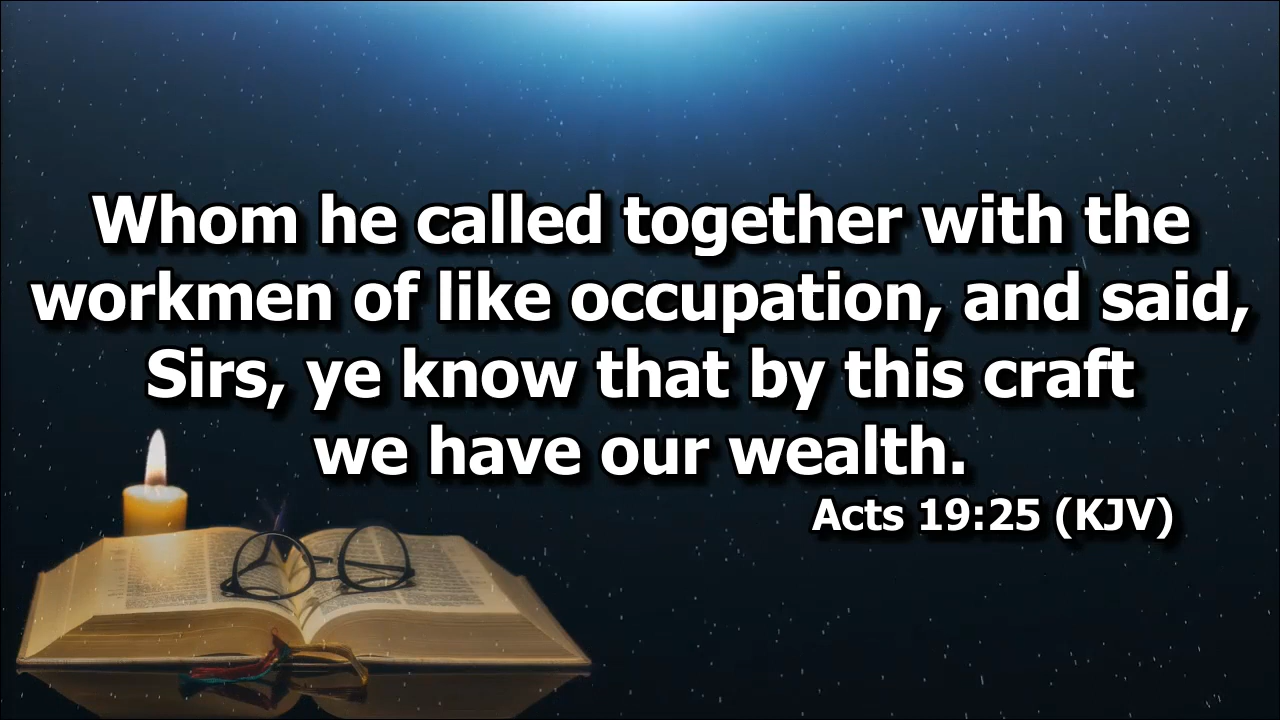 Whom he called together with the
workmen of like occupation, and said,
Sirs, ye know that by this craft
we have our wealth.
Acts 19:25 (KJV)